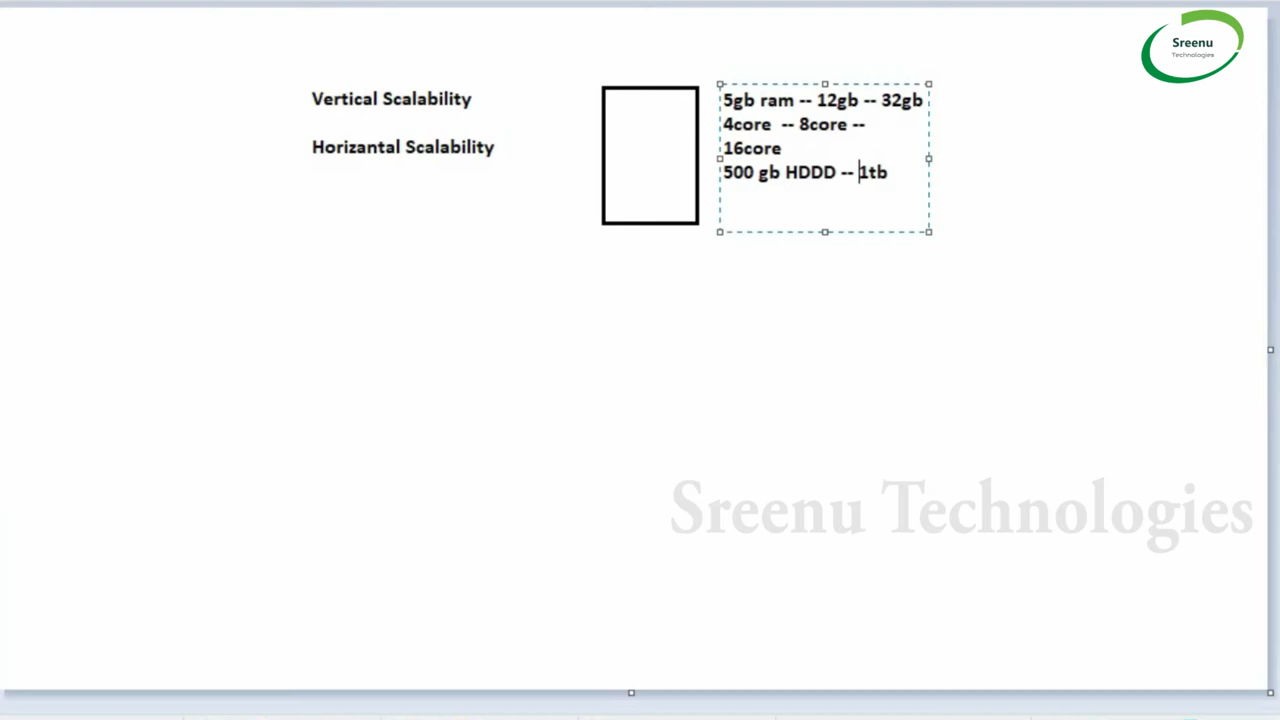 Sreenu
Technologies
Vertical Scalability
Horizantal Scalability
5gb ram -- 12gb -- 32gb
4core -- 8core --
16core
500 gb HDDD -- 1tb
Sreenu Technologies